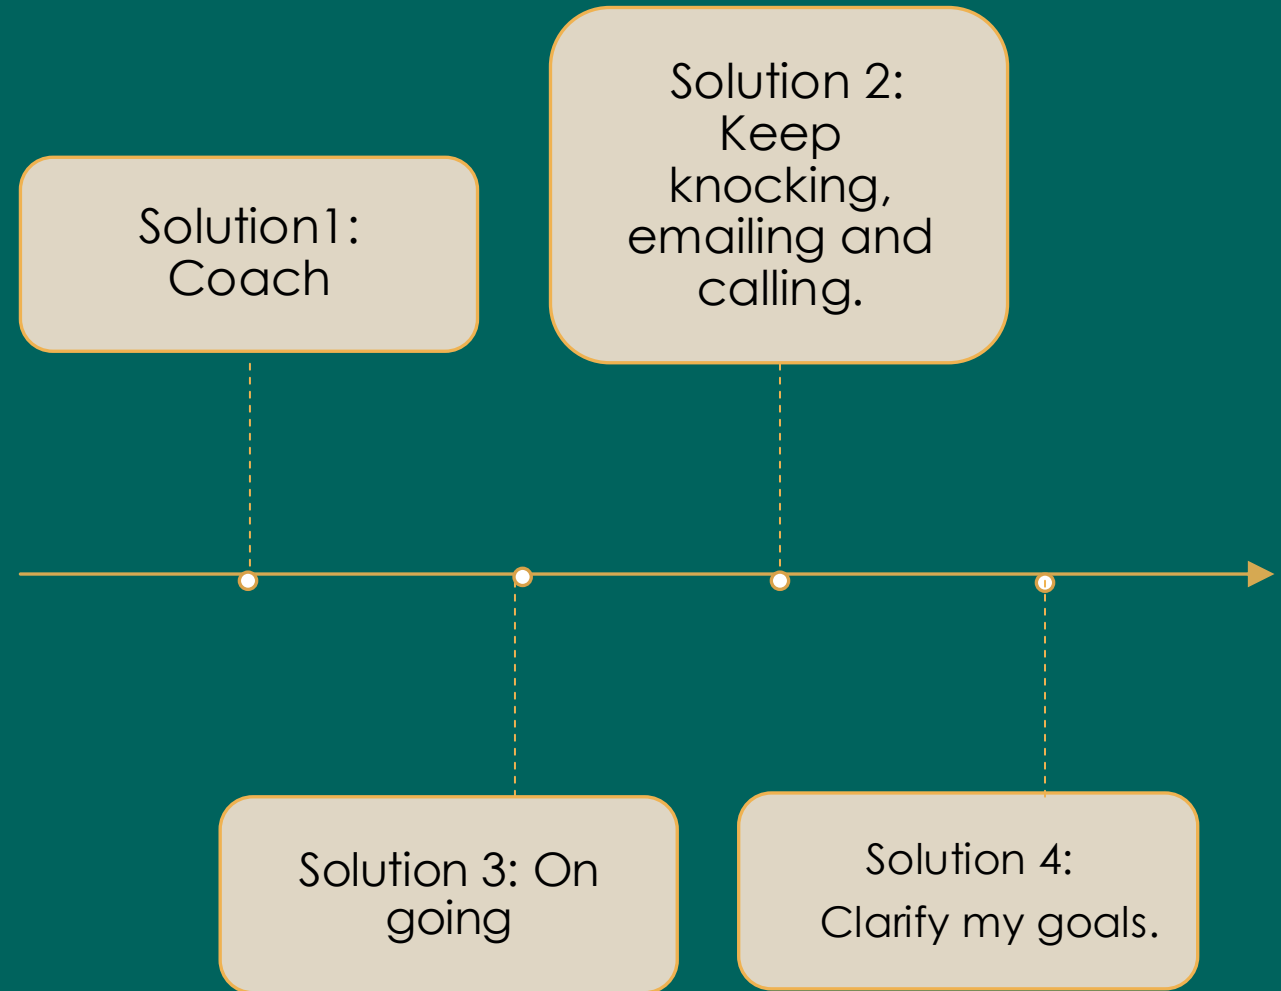 Solution1:
Coach
Solution 2:
Keep
knocking,
emailing and
calling.
Solution 3: On
going
Solution 4:
Clarify my goals.